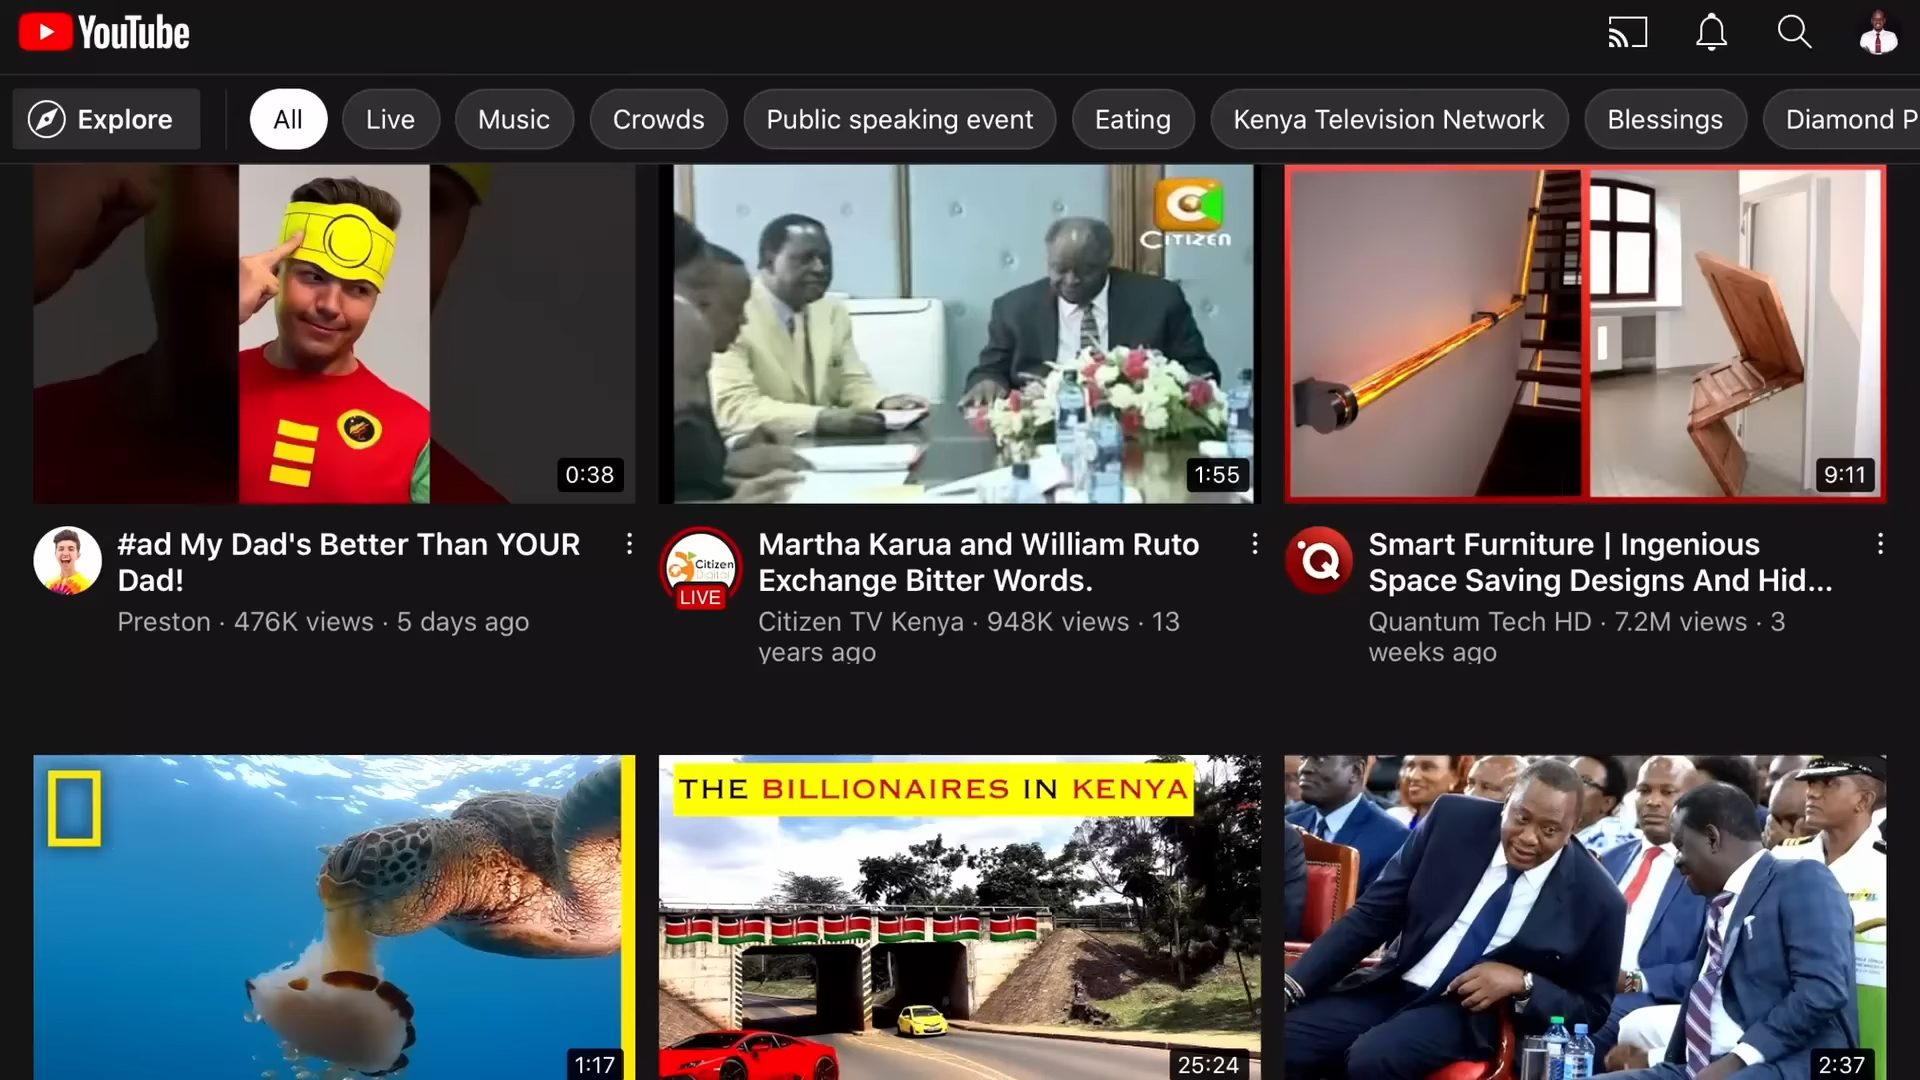 YouTube
Explore
All
Live
Music
Crowds
Public speaking event
Eating
Kenya Television Network
Blessings
Diamond P
CITIZEN
0:38
1:55
9:11
#ad My Dad's Better Than YOUR
Dad!
Preston · 476K views · 5 days ago
Citizen
Digital
LIVE
Martha Karua and William Ruto
Exchange Bitter Words.
Citizen TV Kenya · 948K views · 13
years ago
Q
Smart Furniture | Ingenious
Space Saving Designs And Hid...
Quantum Tech HD · 7.2M views · 3
weeks ago
THE BILLIONAIRES IN KENYA
1:17
25:24
2:37